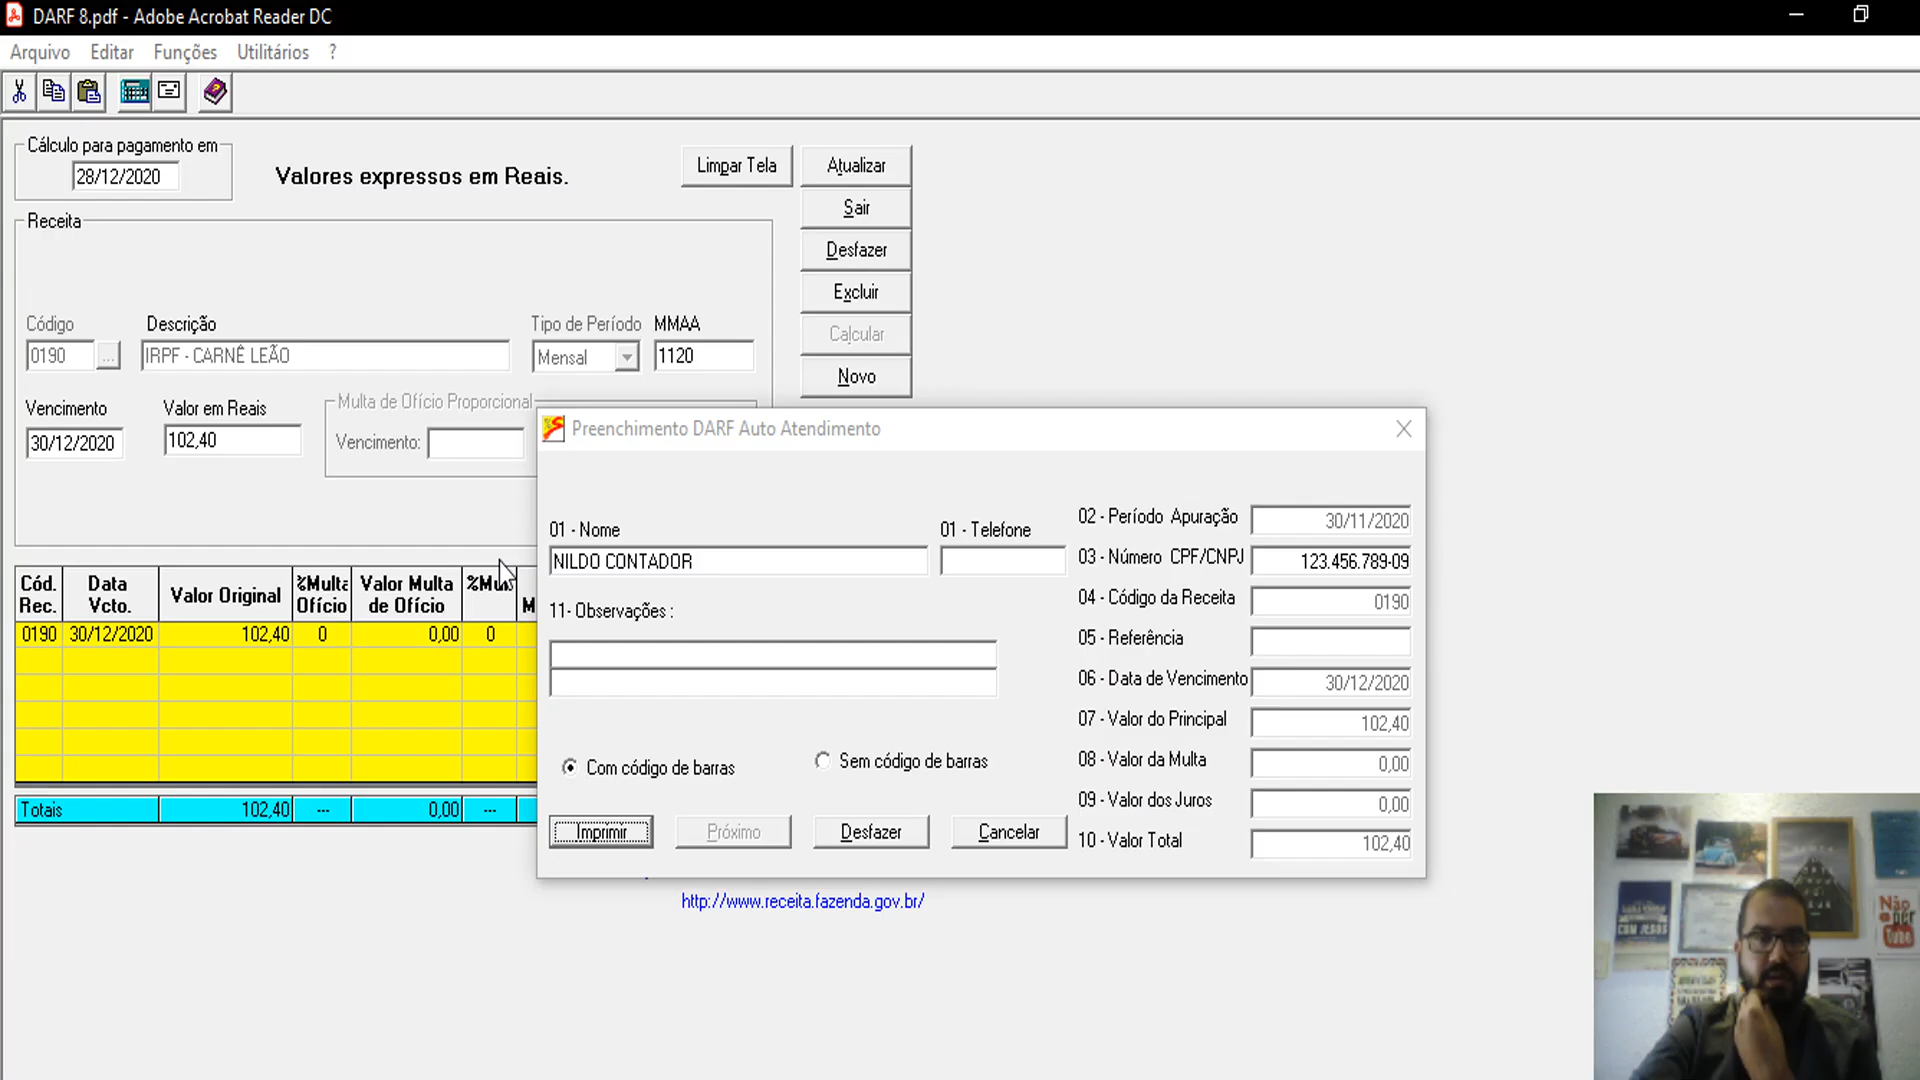 DARF 8.pdf - Adobe Acrobat Reader DC
Arquivo Editar Funções Utilitários ?
Cálculo para pagamento em
28/12/2020
Valores expressos em Reais.
Limpar Tela
Atualizar
Sair
Desfazer
Excluir
Calcular
Novo
Receita
Código Descrição Tipo de Período MMAA
0190 ... IRPF - CARNÊ LEÃO Mensal 1120
Vencimento Valor em Reais Multa de Ofício Proporcional
30/12/2020 102,40 Vencimento:
Cód. Rec. Data Vcto. Valor Original %Multa Ofício Valor Multa de Ofício
0190 30/12/2020 102,40 0 0,00 0
Totais 102,40 --- 0,00 ---
Preenchimento DARF Auto Atendimento
01 - Nome 01 - Telefone
NILDO CONTADOR
11- Observações :
Com código de barras Sem código de barras
Imprimir Próximo Desfazer Cancelar
02 - Período Apuração 30/11/2020
03 - Número CPF/CNPJ 123.456.789-09
04 - Código da Receita 0190
05 - Referência
06 - Data de Vencimento 30/12/2020
07 - Valor do Principal 102,40
08 - Valor da Multa 0,00
09 - Valor dos Juros 0,00
10 - Valor Total 102,40
http://www.receita.fazenda.gov.br/
Não
per
Tube
COM JESUS